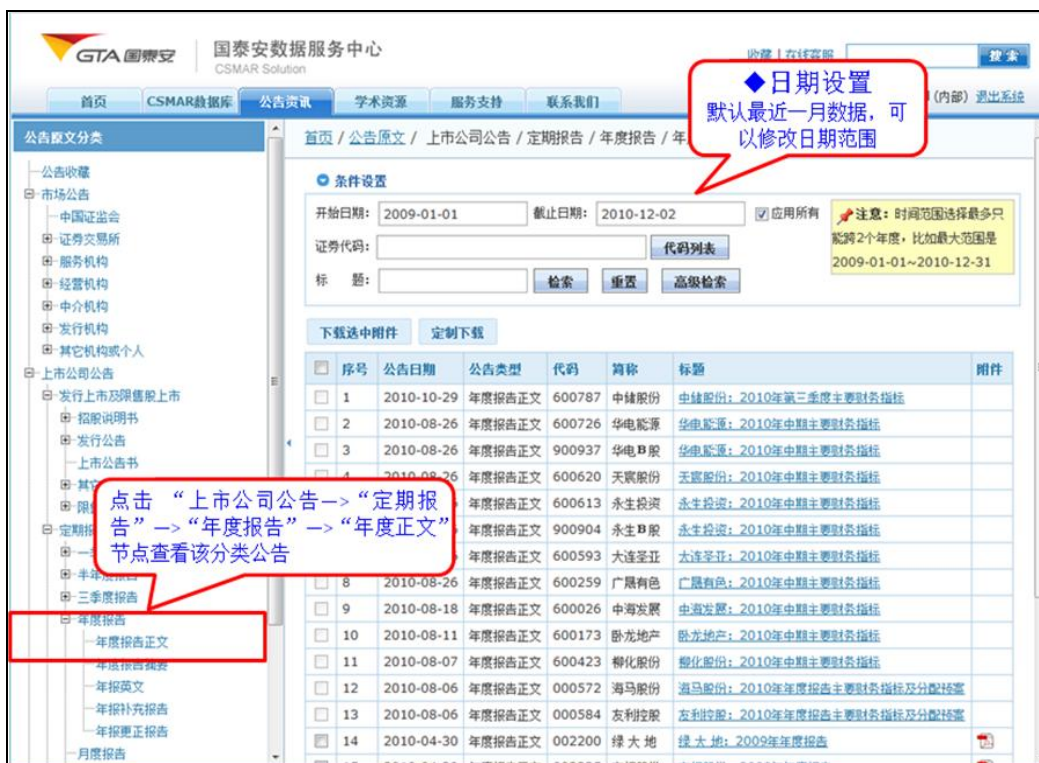 GTA 国泰安
国泰安数据服务中心
CSMAR Solution
收藏 | 在线客服
搜 索
首页 CSMAR数据库 公告资讯 学术资源 服务支持 联系我们
(内部) 退出系统
◆日期设置
默认最近一月数据，可
以修改日期范围
公告原文分类
公告收藏
市场公告
中国证监会
证券交易所
服务机构
经营机构
中介机构
发行机构
其它机构或个人
上市公司公告
发行上市及限售股上市
招股说明书
发行公告
上市公告书
点击 “上市公司公告—>“定期报
告”—>“年度报告”—>“年度正文”
节点查看该分类公告
三季度报告
年度报告
年度报告正文
年度报告摘要
年报英文
年报补充报告
年报更正报告
月度报告
首页 / 公告原文 / 上市公司公告 / 定期报告 / 年度报告 /
条件设置
开始日期: 2009-01-01 截止日期: 2010-12-02 应用所有
证劵代码: 代码列表
标 题: 检索 重置 高级检索
注意: 时间范围选择最多只
能跨2个年度，比如最大范围是
2009-01-01~2010-12-31
下载选中附件 定制下载
序号 公告日期 公告类型 代码 简称 标题 附件
1 2010-10-29 年度报告正文 600787 中储股份 中储股份: 2010年第三季度主要财务指标
2 2010-08-26 年度报告正文 600726 华电能源 华电能源: 2010年中期主要财务指标
3 2010-08-26 年度报告正文 900937 华电B股 华电能源: 2010年中期主要财务指标
4 2010-08-26 年度报告正文 600620 天宸股份 天宸股份: 2010年中期主要财务指标
年度报告正文 600613 永生投资 永生投资: 2010年中期主要财务指标
年度报告正文 900904 永生B股 永生投资: 2010年中期主要财务指标
年度报告正文 600593 大连圣亚 大连圣亚: 2010年中期主要财务指标
8 2010-08-26 年度报告正文 600259 广晟有色 广晟有色: 2010年中期主要财务指标
9 2010-08-18 年度报告正文 600026 中海发展 中海发展: 2010年中期主要财务指标
10 2010-08-11 年度报告正文 600173 卧龙地产 卧龙地产: 2010年中期主要财务指标
11 2010-08-07 年度报告正文 600423 柳化股份 柳化股份: 2010年中期主要财务指标
12 2010-08-06 年度报告正文 000572 海马股份 海马股份: 2010年年度报告主要财务指标及分配预案
13 2010-08-06 年度报告正文 000584 友利控股 友利控股: 2010年年度报告主要财务指标及分配预案
14 2010-04-30 年度报告正文 002200 绿 大 地 绿 大 地: 2009年年度报告